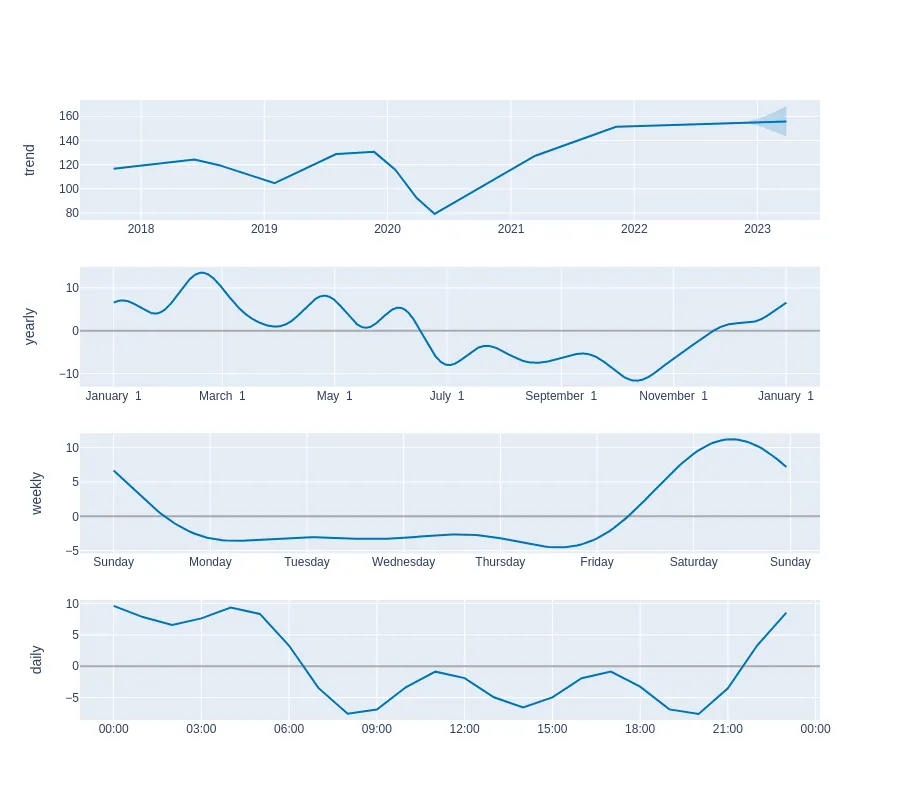 trend
160
140
120
100
80
2018 2019 2020 2021 2022 2023
yearly
10
0
−10
January 1 March 1 May 1 July 1 September 1 November 1 January 1
weekly
10
5
0
−5
Sunday Monday Tuesday Wednesday Thursday Friday Saturday Sunday
daily
10
5
0
−5
00:00 03:00 06:00 09:00 12:00 15:00 18:00 21:00 00:00